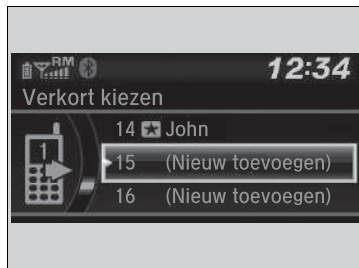 RM 12:34
Verkort kiezen
14 John
15 (Nieuw toevoegen)
16 (Nieuw toevoegen)
1